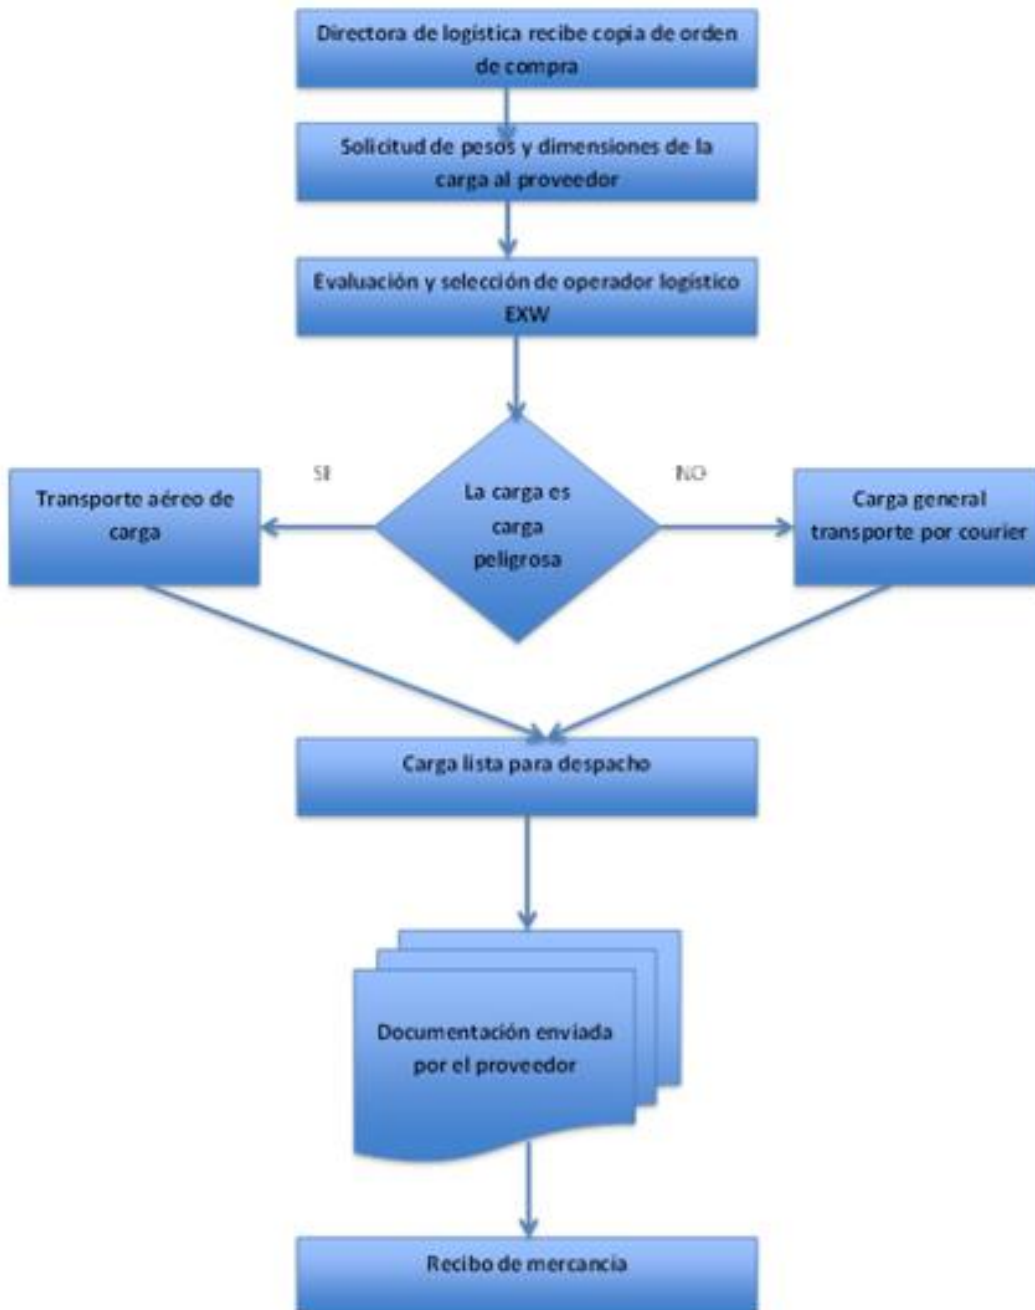 Directora de logística recibe copia de orden
de compra
Solicitud de pesos y dimensiones de la
carga al proveedor
Evaluación y selección de operador logístico
EXW
SI
NO
La carga es
carga
peligrosa
Transporte aéreo de
carga
Carga general
transporte por courier
Carga lista para despacho
Documentación enviada
por el proveedor
Recibo de mercancia